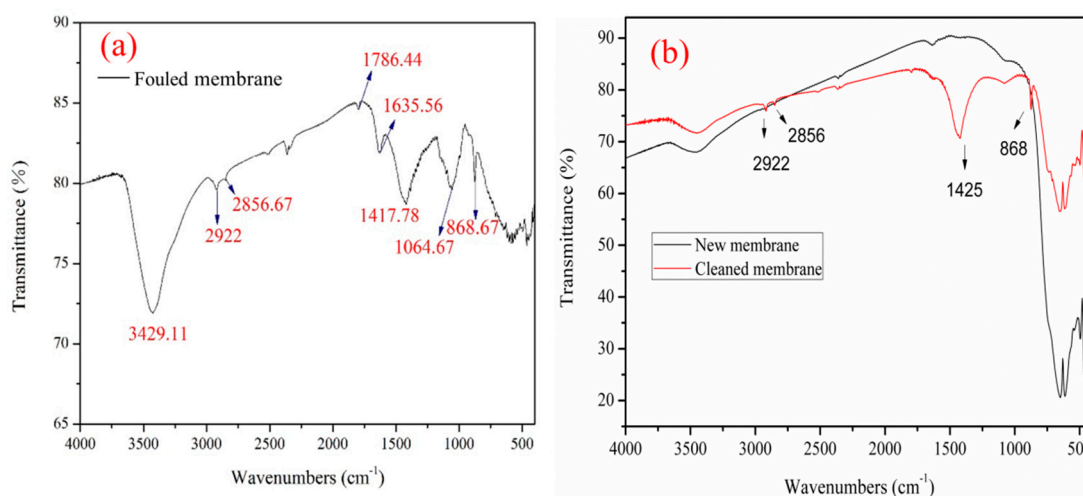 (a)
Fouled membrane
1786.44
1635.56
2856.67
2922
1417.78
1064.67
868.67
3429.11
Transmittance (%)
90
85
80
75
70
65
4000 3500 3000 2500 2000 1500 1000 500
Wavenumbers (cm⁻¹)
(b)
2922
2856
868
1425
New membrane
Cleaned membrane
Transmittance (%)
90
80
70
60
50
40
30
20
4000 3500 3000 2500 2000 1500 1000 500
Wavenumbers (cm⁻¹)